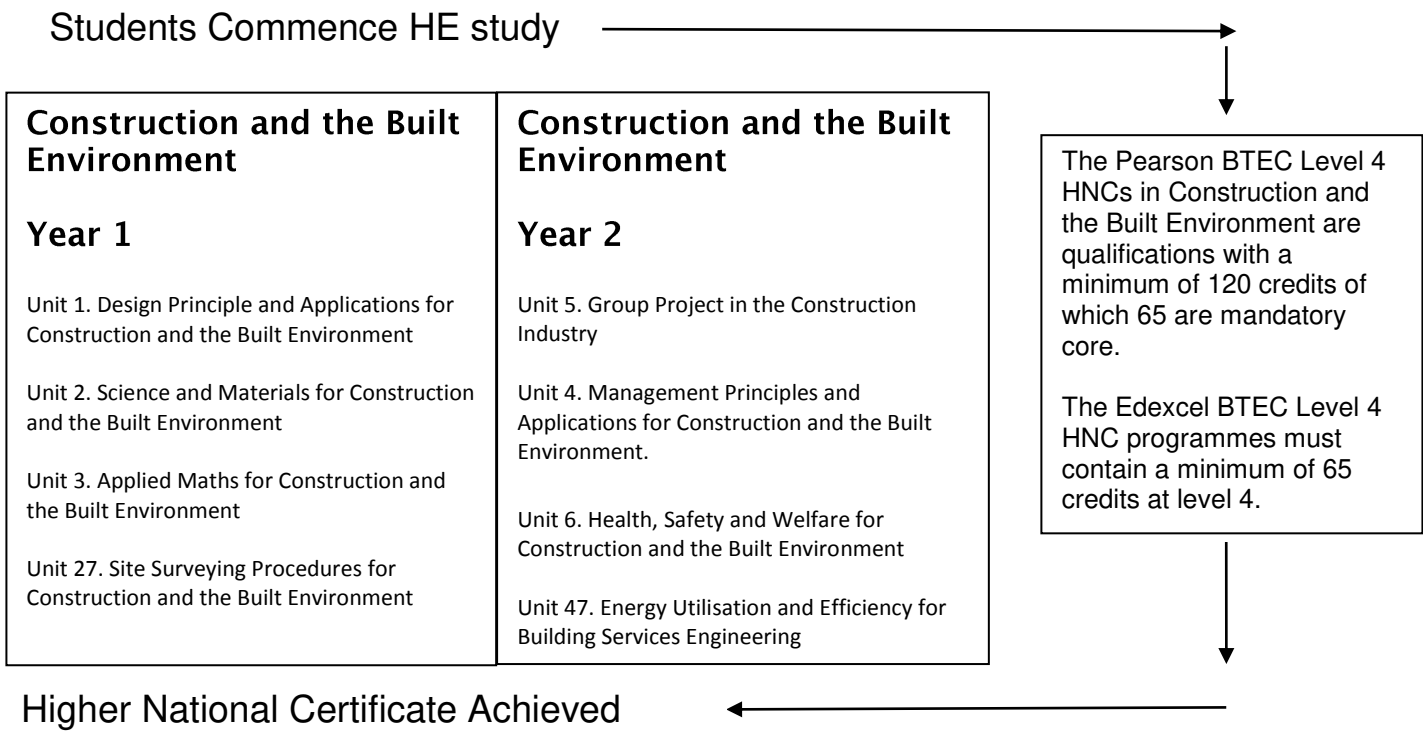 Students Commence HE study
Construction and the Built
Environment
Year 1
Unit 1. Design Principle and Applications for
Construction and the Built Environment
Unit 2. Science and Materials for Construction
and the Built Environment
Unit 3. Applied Maths for Construction and
the Built Environment
Unit 27. Site Surveying Procedures for
Construction and the Built Environment
Construction and the Built
Environment
Year 2
Unit 5. Group Project in the Construction
Industry
Unit 4. Management Principles and
Applications for Construction and the Built
Environment.
Unit 6. Health, Safety and Welfare for
Construction and the Built Environment
Unit 47. Energy Utilisation and Efficiency for
Building Services Engineering
The Pearson BTEC Level 4
HNCs in Construction and
the Built Environment are
qualifications with a
minimum of 120 credits of
which 65 are mandatory
core.
The Edexcel BTEC Level 4
HNC programmes must
contain a minimum of 65
credits at level 4.
Higher National Certificate Achieved